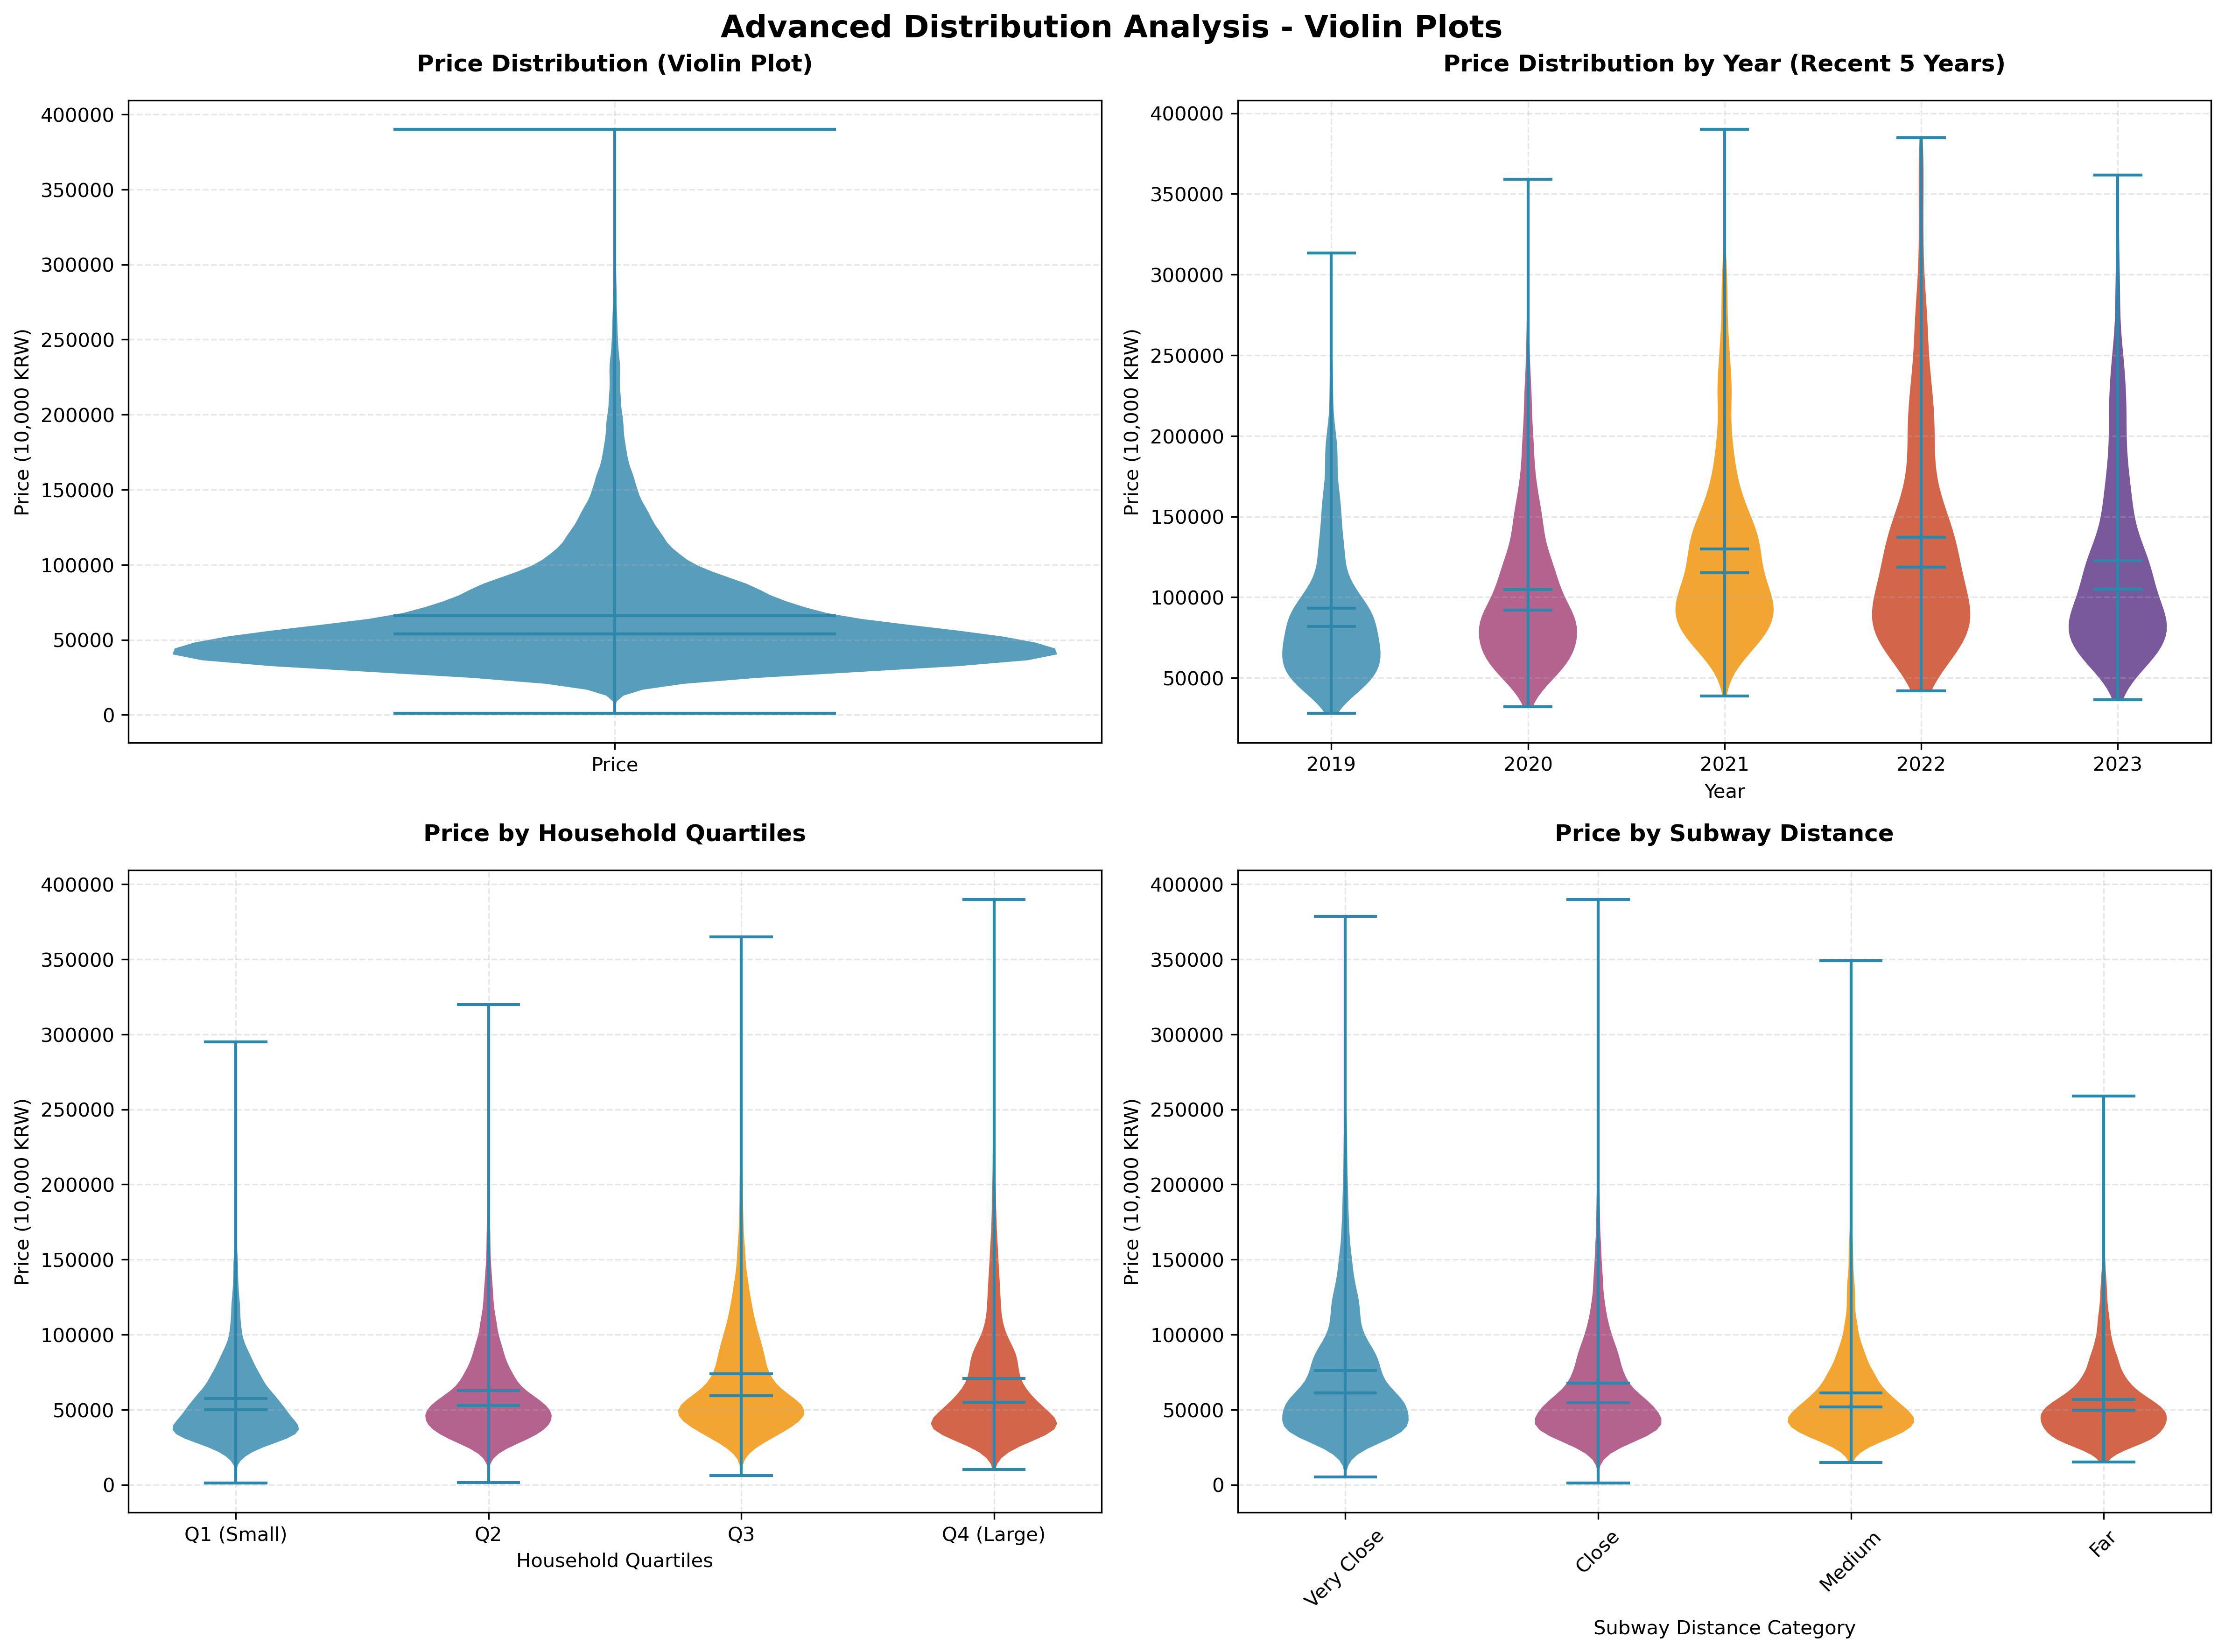 Advanced Distribution Analysis - Violin Plots
Price Distribution (Violin Plot)
Price (10,000 KRW)
400000
350000
300000
250000
200000
150000
100000
50000
0
Price
Price Distribution by Year (Recent 5 Years)
Price (10,000 KRW)
400000
350000
300000
250000
200000
150000
100000
50000
2019 2020 2021 2022 2023
Year
Price by Household Quartiles
Price (10,000 KRW)
400000
350000
300000
250000
200000
150000
100000
50000
0
Q1 (Small) Q2 Q3 Q4 (Large)
Household Quartiles
Price by Subway Distance
Price (10,000 KRW)
400000
350000
300000
250000
200000
150000
100000
50000
0
Very Close Close Medium Far
Subway Distance Category